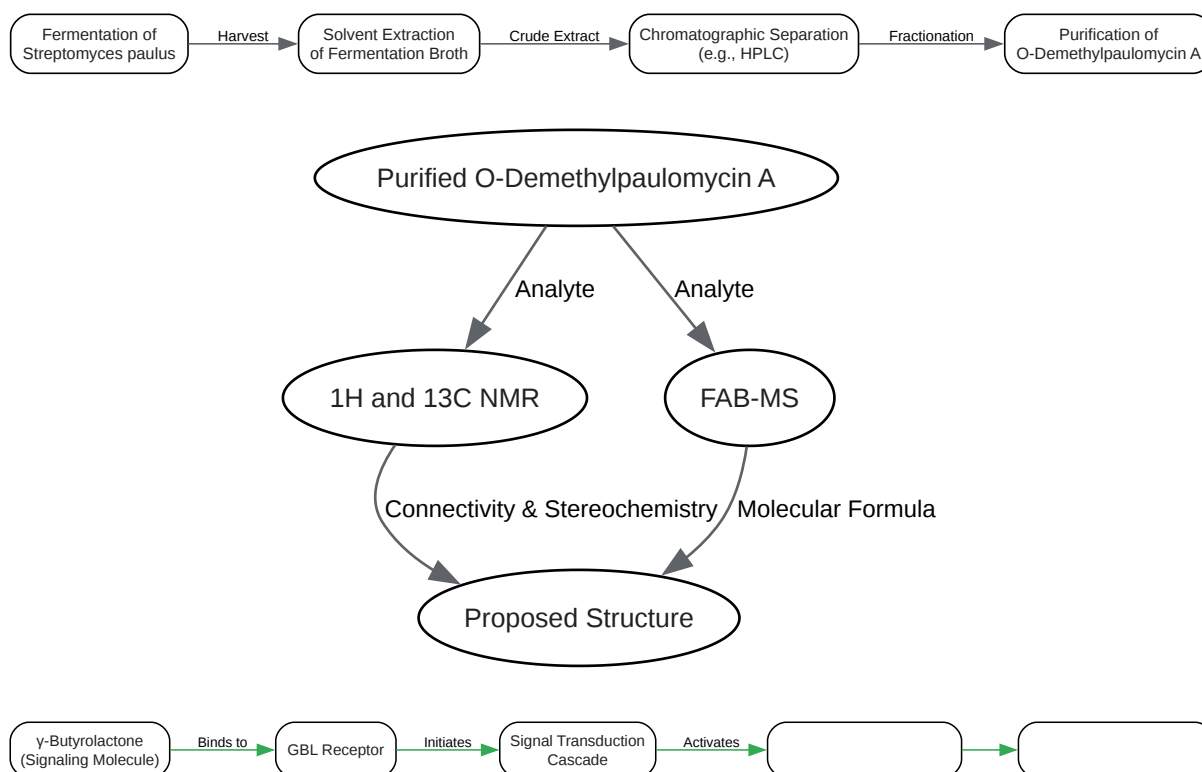 Fermentation of
Streptomyces paulus
Harvest
Solvent Extraction
of Fermentation Broth
Crude Extract
Chromatographic Separation
(e.g., HPLC)
Fractionation
Purification of
O-Demethylpaulomycin A
Purified O-Demethylpaulomycin A
Analyte
Analyte
1H and 13C NMR
FAB-MS
Connectivity & Stereochemistry
Molecular Formula
Proposed Structure
γ-Butyrolactone
(Signaling Molecule)
Binds to
GBL Receptor
Initiates
Signal Transduction
Cascade
Activates